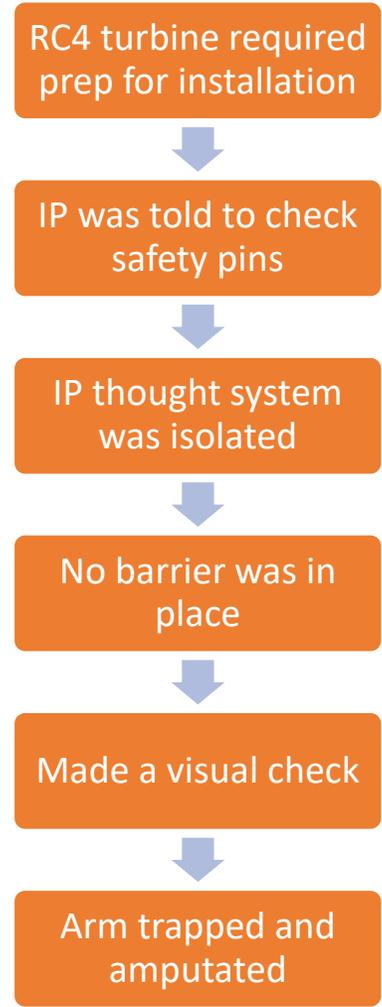 RC4 turbine required
prep for installation
IP was told to check
safety pins
IP thought system
was isolated
No barrier was in
place
Made a visual check
Arm trapped and
amputated